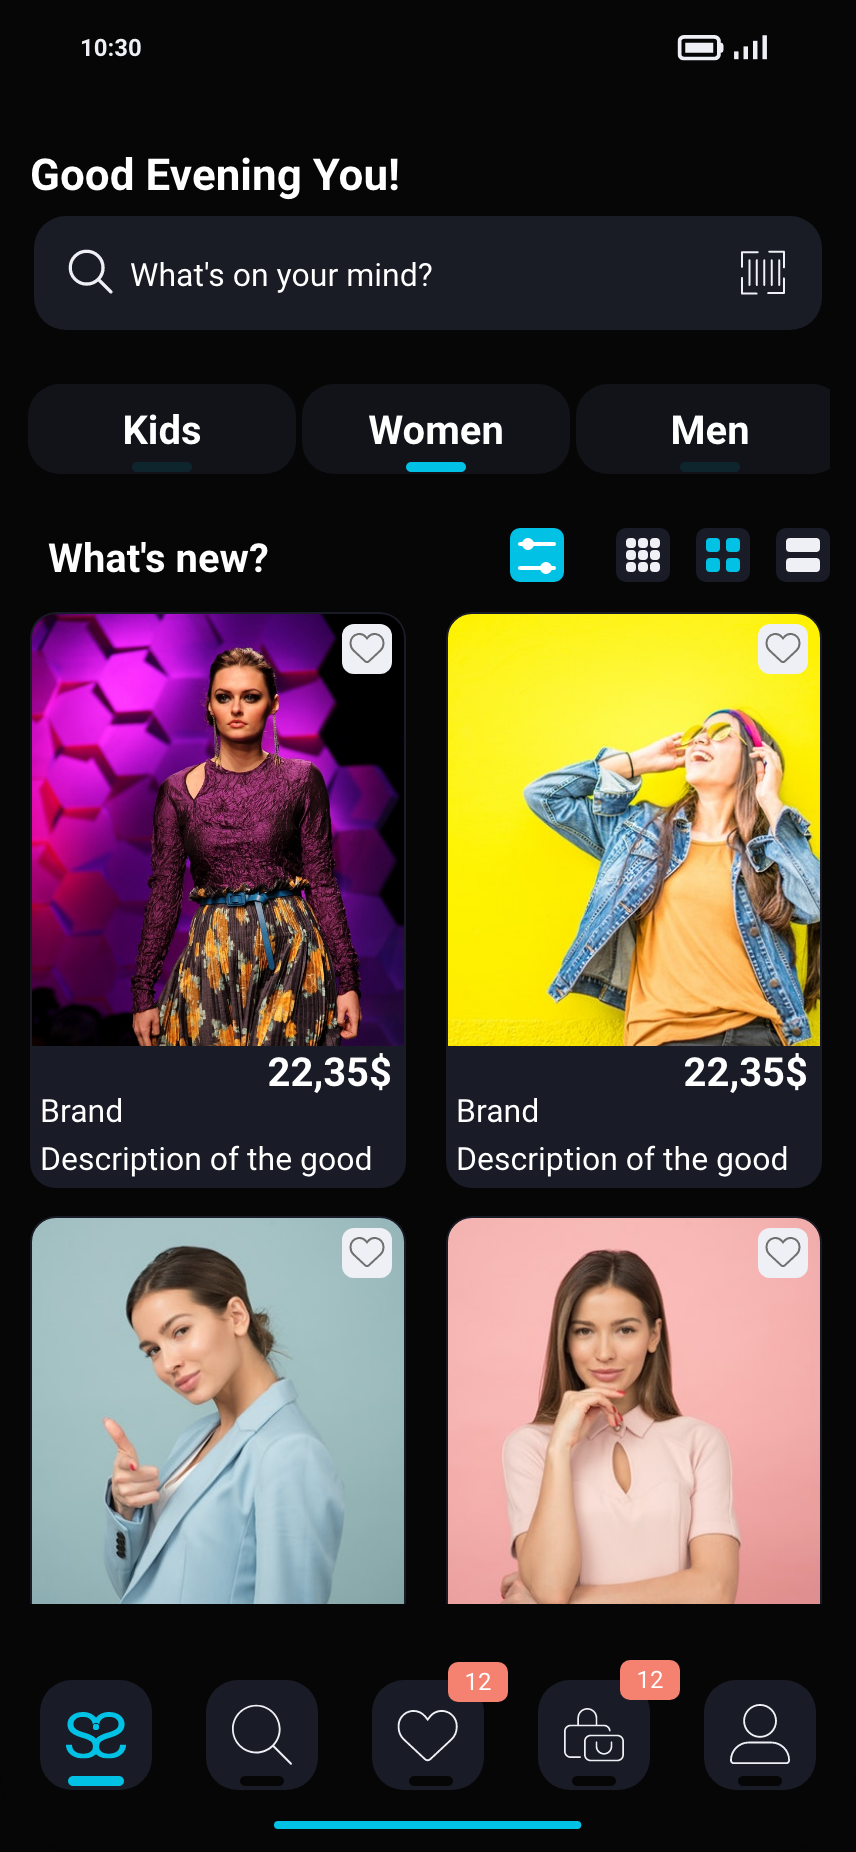 10:30
Good Evening You!
What's on your mind?
Kids Women Men
What's new?
22,35$ 22,35$
Brand Brand
Description of the good Description of the good
12 12